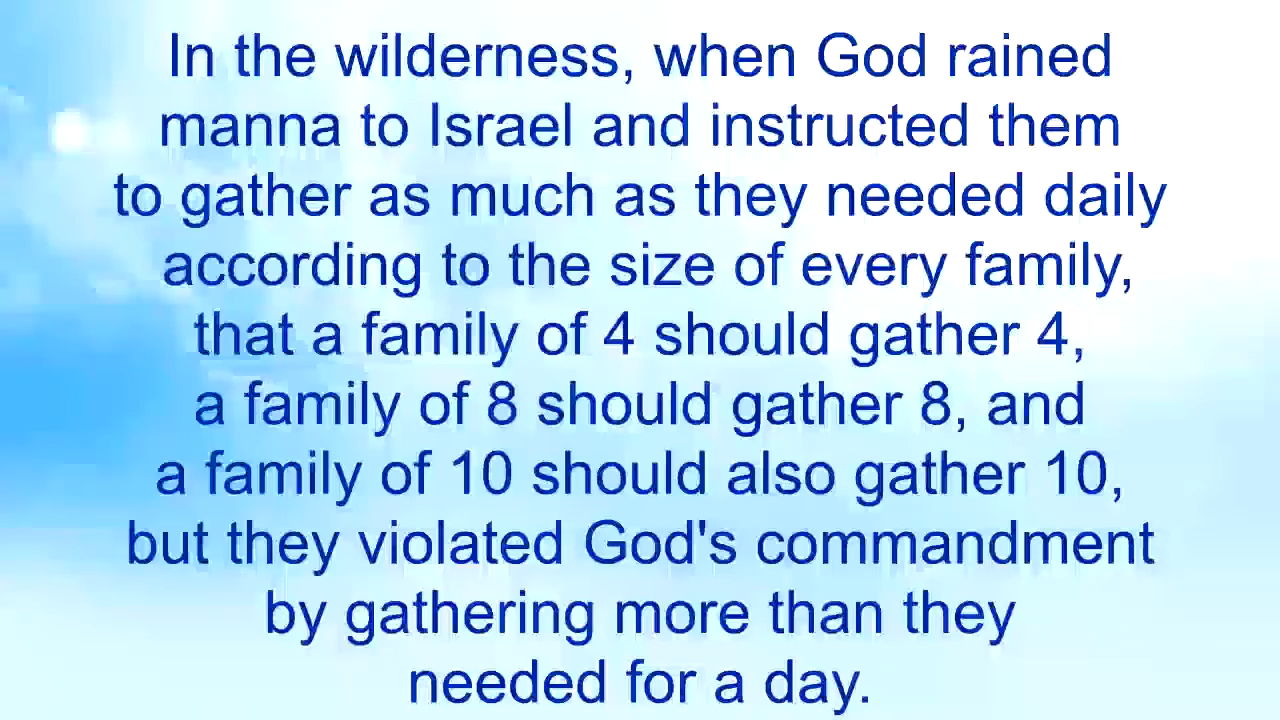 In the wilderness, when God rained
manna to Israel and instructed them
to gather as much as they needed daily
according to the size of every family,
that a family of 4 should gather 4,
a family of 8 should gather 8, and
a family of 10 should also gather 10,
but they violated God's commandment
by gathering more than they
needed for a day.